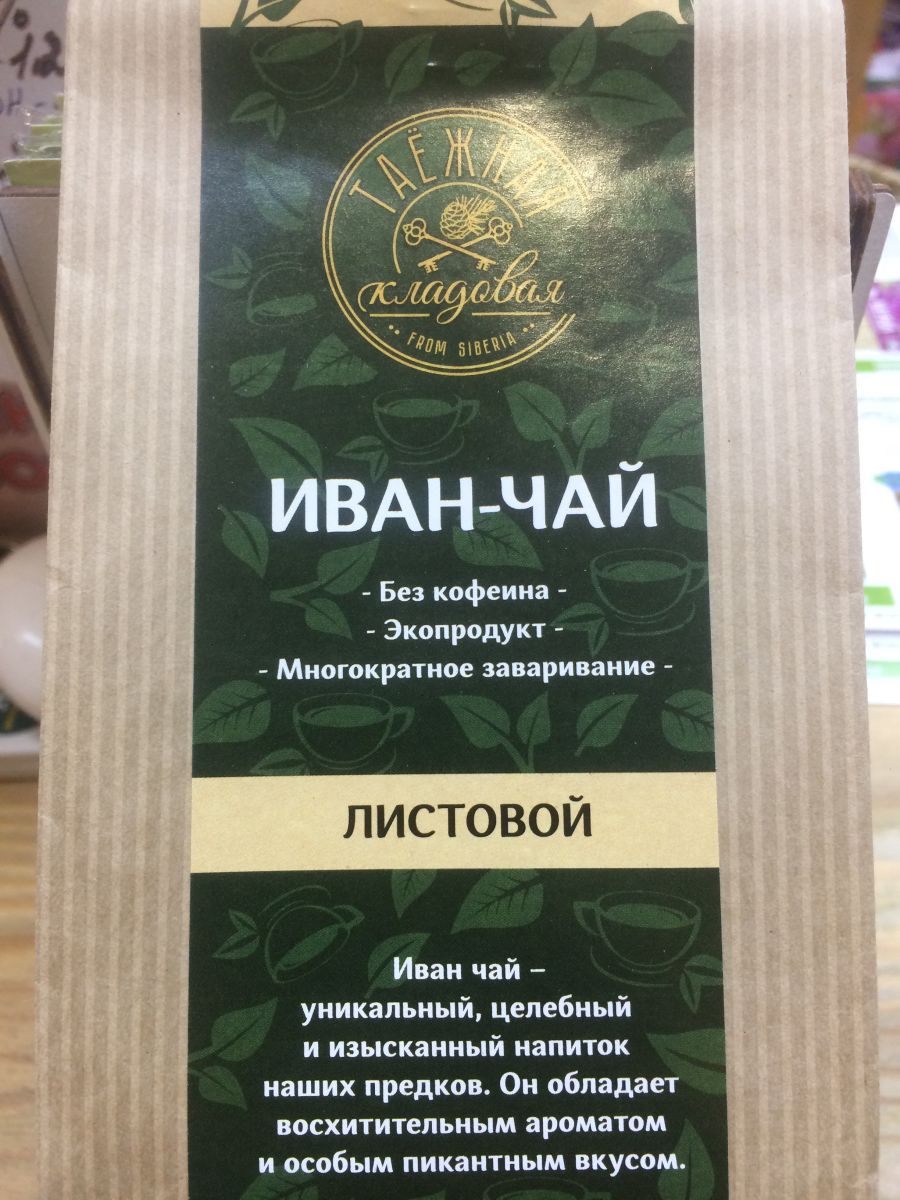 ТАЁЖНАЯ
кладовая
FROM SIBERIA
ИВАН-ЧАЙ
- Без кофеина -
- Экопродукт -
- Многократное заваривание -
ЛИСТОВОЙ
Иван чай –
уникальный, целебный
и изысканный напиток
наших предков. Он обладает
восхитительным ароматом
и особым пикантным вкусом.